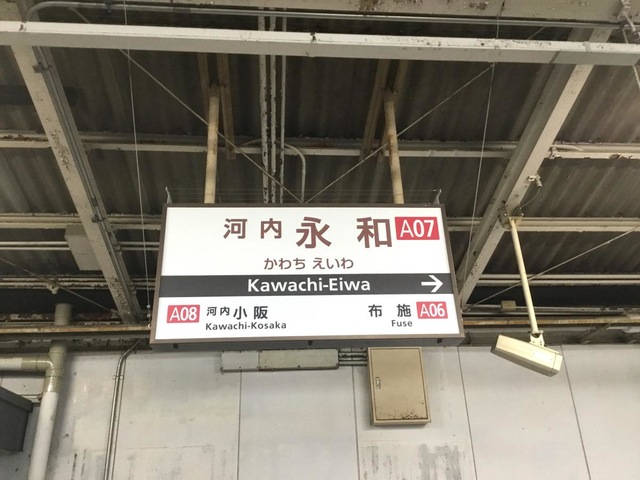 河内永和 A07
かわち えいわ
Kawachi-Eiwa →
A08 河内小阪 布施 A06
Kawachi-Kosaka Fuse